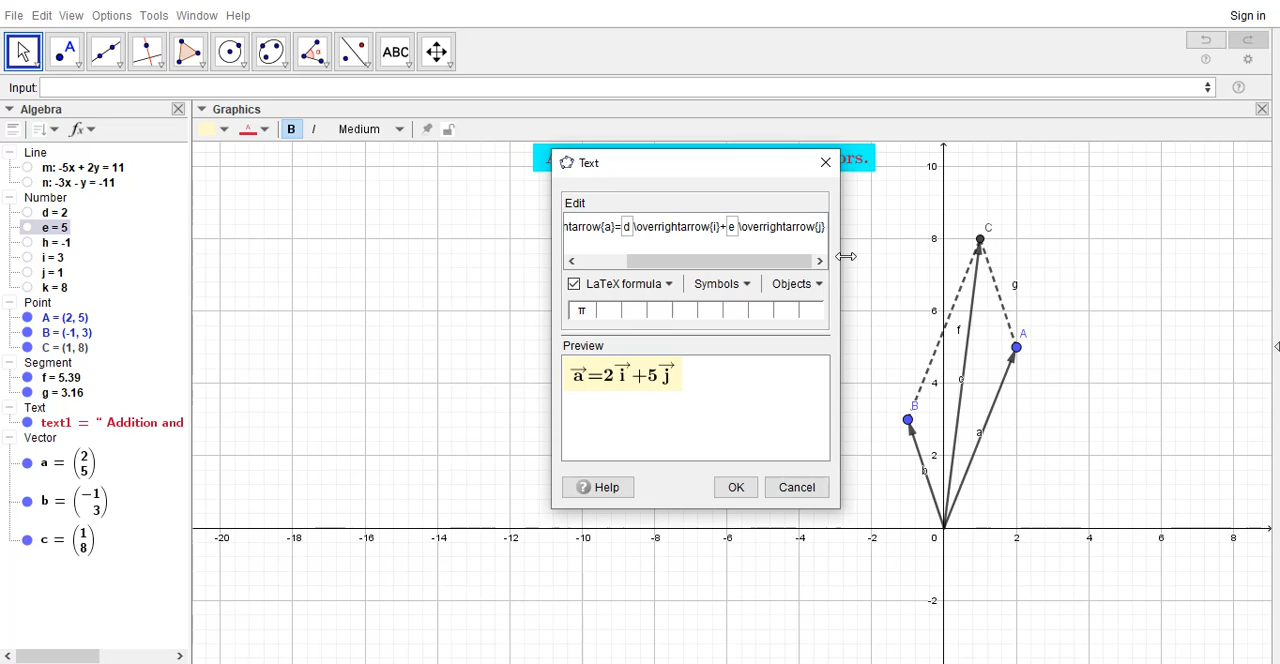 File Edit View Options Tools Window Help Sign in
A ABC
Input:
Algebra Graphics
fx B I Medium
Line
m: -5x + 2y = 11
n: -3x - y = -11
Number
d = 2
e = 5
h = -1
i = 3
j = 1
k = 8
Point
A = (2, 5)
B = (-1, 3)
C = (1, 8)
Segment
f = 5.39
g = 3.16
Text
text1 = “ Addition and
Vector
a = (2 5)
b = (−1 3)
c = (1 8)
ors.
Text
Edit
ntarrow{a}=d \overrightarrow{i}+e \overrightarrow{j}
LaTeX formula Symbols Objects
π
Preview
a⃗=2 i⃗ +5 j⃗
Help OK Cancel
10
C
8
g
6
f
A
c
4
B
a
2
b
-20 -18 -16 -14 -12 -10 -8 -6 -4 -2 0 2 4 6 8
-2